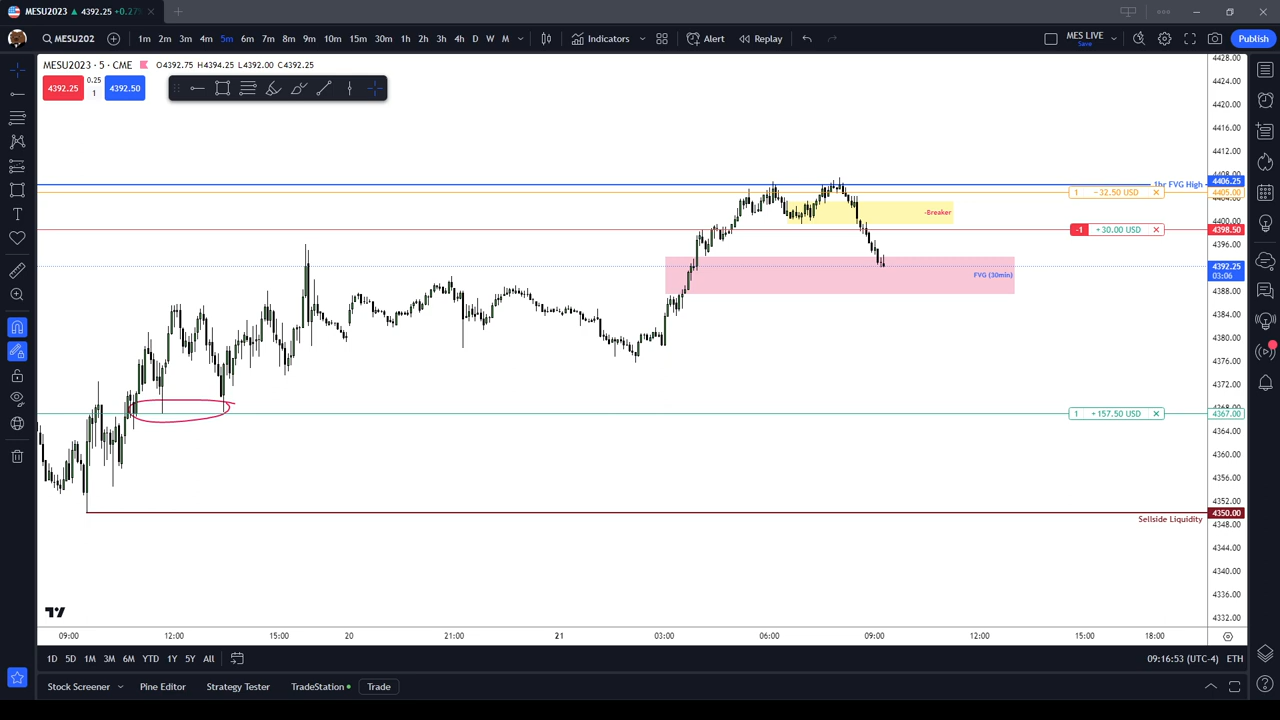 MESU2023 ▲ 4392.25 +0.27%
MESU202 1m 2m 3m 4m 5m 6m 7m 8m 9m 10m 15m 30m 1h 2h 3h 4h D W M Indicators Alert Replay MES LIVE Save Publish
MESU2023 · 5 · CME O4392.75 H4394.25 L4392.00 C4392.25
4392.25 0.25 1 4392.50
4428.00
4424.00
4420.00
4416.00
4412.00
4408.00
1hr FVG High 4406.25
1 −32.50 USD 4405.00
-Breaker
4400.00
-1 +30.00 USD 4398.50
4396.00
4392.25
03:06
FVG (30min)
4388.00
4384.00
4380.00
4376.00
4372.00
4368.00
1 +157.50 USD 4367.00
4364.00
4360.00
4356.00
4352.00
4350.00
Sellside Liquidity
4348.00
4344.00
4340.00
4336.00
4332.00
09:00 12:00 15:00 20 21:00 21 03:00 06:00 09:00 12:00 15:00 18:00
1D 5D 1M 3M 6M YTD 1Y 5Y All 09:16:53 (UTC-4) ETH
Stock Screener Pine Editor Strategy Tester TradeStation Trade